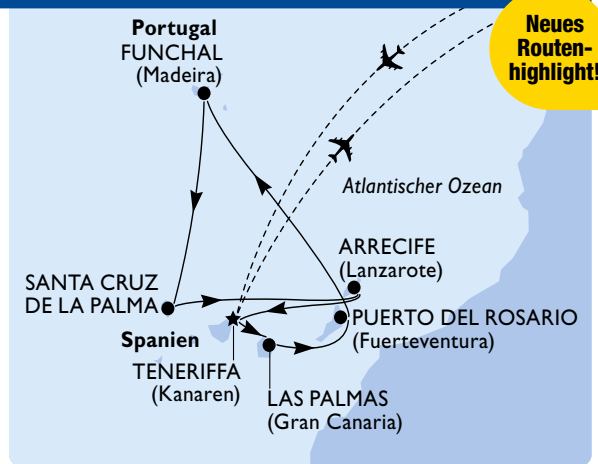 Portugal
FUNCHAL
(Madeira)
Neues
Routen-
highlight!
Atlantischer Ozean
ARRECIFE
(Lanzarote)
SANTA CRUZ
DE LA PALMA
PUERTO DEL ROSARIO
(Fuerteventura)
Spanien
TENERIFFA
(Kanaren)
LAS PALMAS
(Gran Canaria)